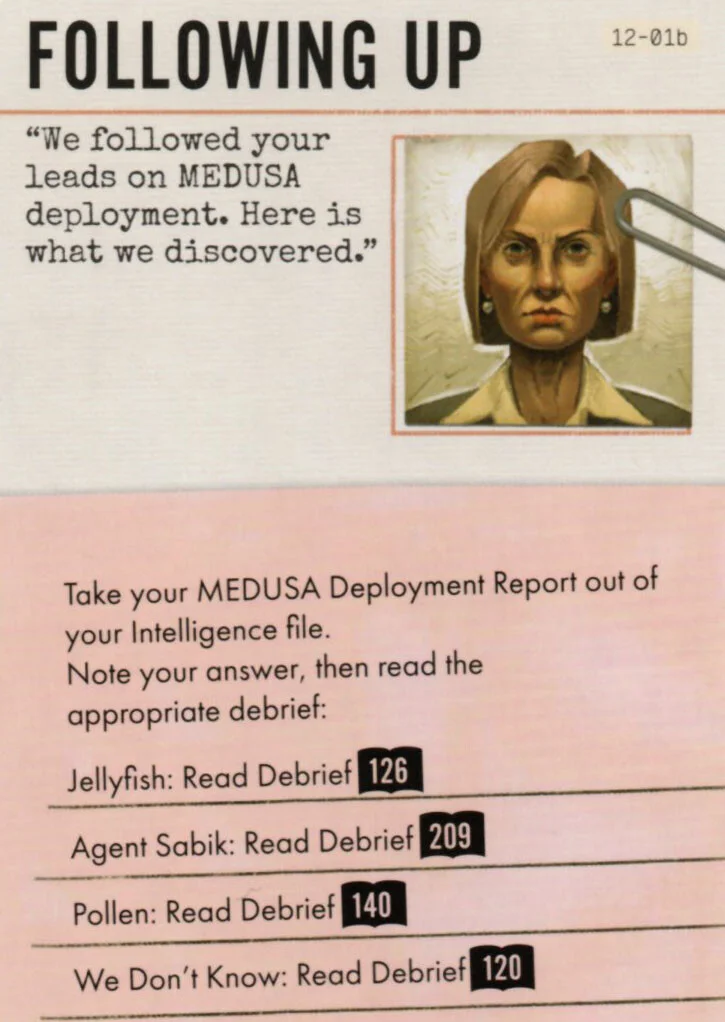 FOLLOWING UP
12-01b
“We followed your
leads on MEDUSA
deployment. Here is
what we discovered.”
Take your MEDUSA Deployment Report out of
your Intelligence file.
Note your answer, then read the
appropriate debrief:
Jellyfish: Read Debrief 126
Agent Sabik: Read Debrief 209
Pollen: Read Debrief 140
We Don't Know: Read Debrief 120